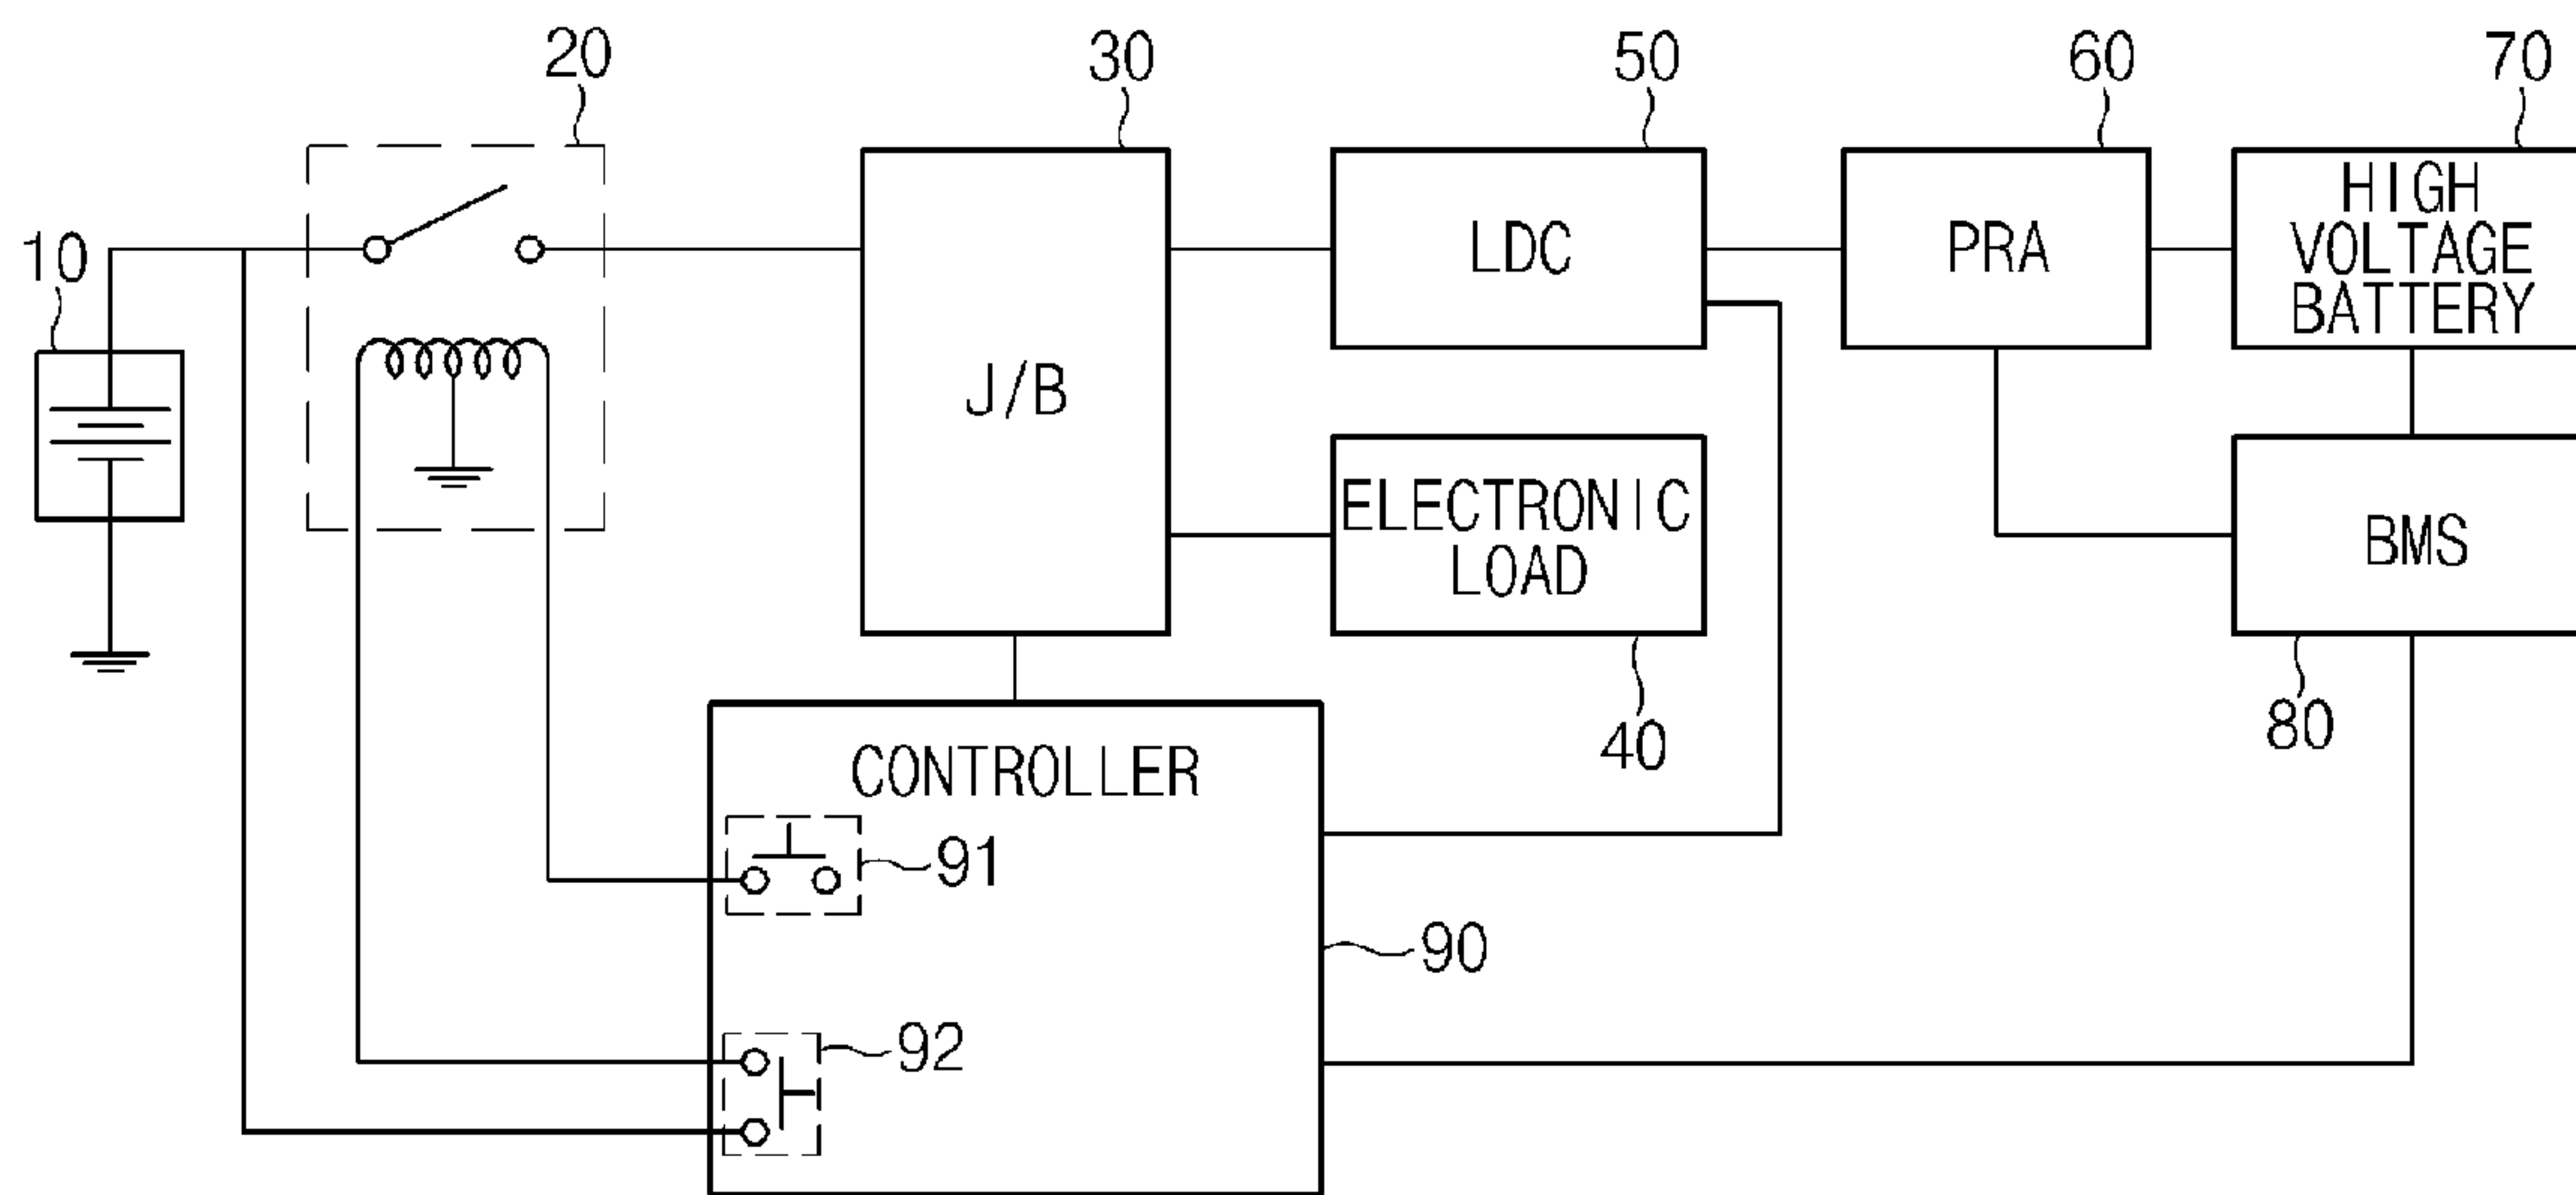 20
30
50
60
70
10
LDC
PRA
HIGH
VOLTAGE
BATTERY
J/B
ELECTRONIC
LOAD
BMS
40
80
CONTROLLER
91
90
92